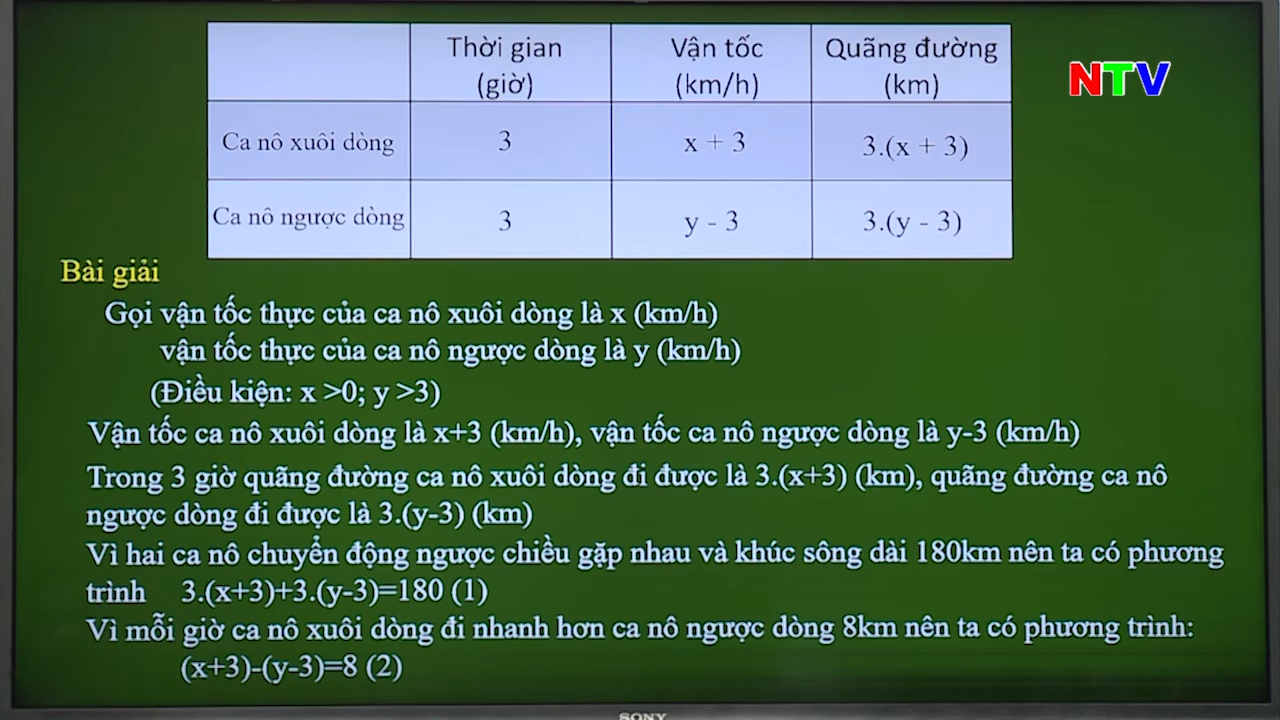 Thời gian (giờ)
Vận tốc (km/h)
Quãng đường (km)
NTV
Ca nô xuôi dòng 3 x + 3 3.(x + 3)
Ca nô ngược dòng 3 y - 3 3.(y - 3)
Bài giải
Gọi vận tốc thực của ca nô xuôi dòng là x (km/h)
vận tốc thực của ca nô ngược dòng là y (km/h)
(Điều kiện: x >0; y >3)
Vận tốc ca nô xuôi dòng là x+3 (km/h), vận tốc ca nô ngược dòng là y-3 (km/h)
Trong 3 giờ quãng đường ca nô xuôi dòng đi được là 3.(x+3) (km), quãng đường ca nô
ngược dòng đi được là 3.(y-3) (km)
Vì hai ca nô chuyển động ngược chiều gặp nhau và khúc sông dài 180km nên ta có phương
trình 3.(x+3)+3.(y-3)=180 (1)
Vì mỗi giờ ca nô xuôi dòng đi nhanh hơn ca nô ngược dòng 8km nên ta có phương trình:
(x+3)-(y-3)=8 (2)
SONY